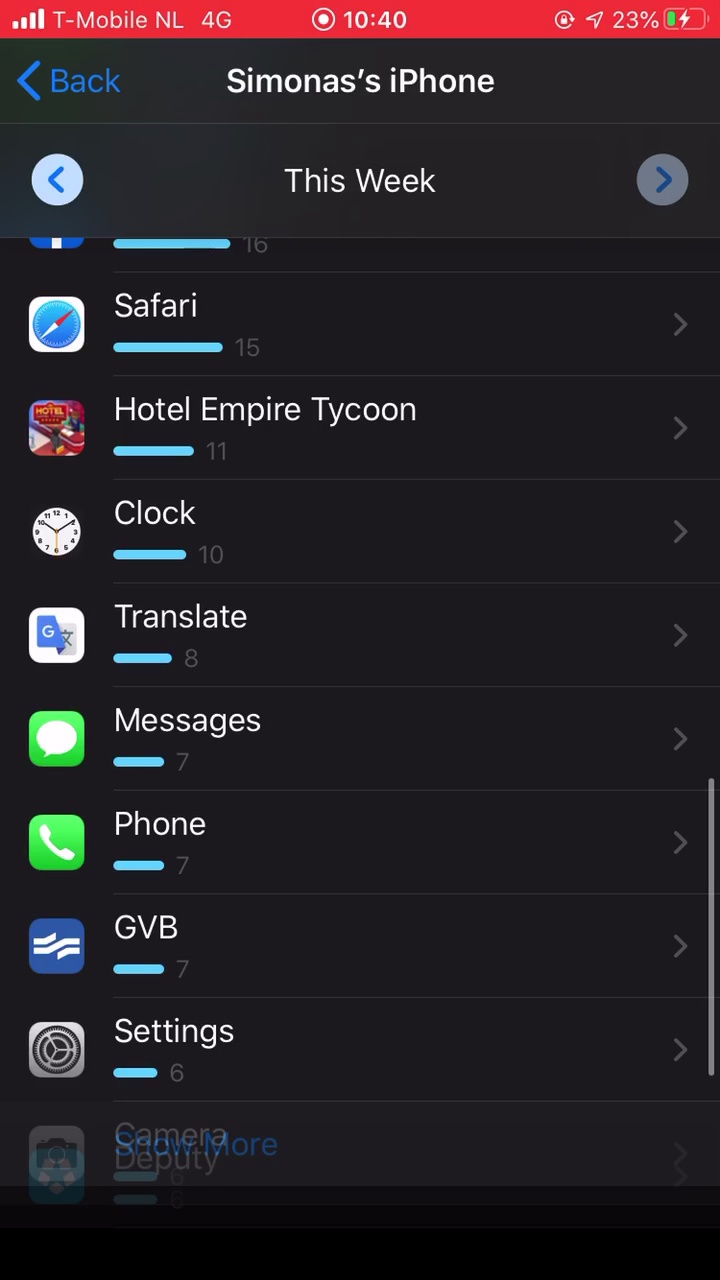 T-Mobile NL 4G 10:40 23%
Back Simonas's iPhone
This Week
16
Safari
15
HOTEL
Hotel Empire Tycoon
11
Clock
10
Translate
8
Messages
7
Phone
7
GVB
7
Settings
6
Camera
Show More
Deputy
6
6